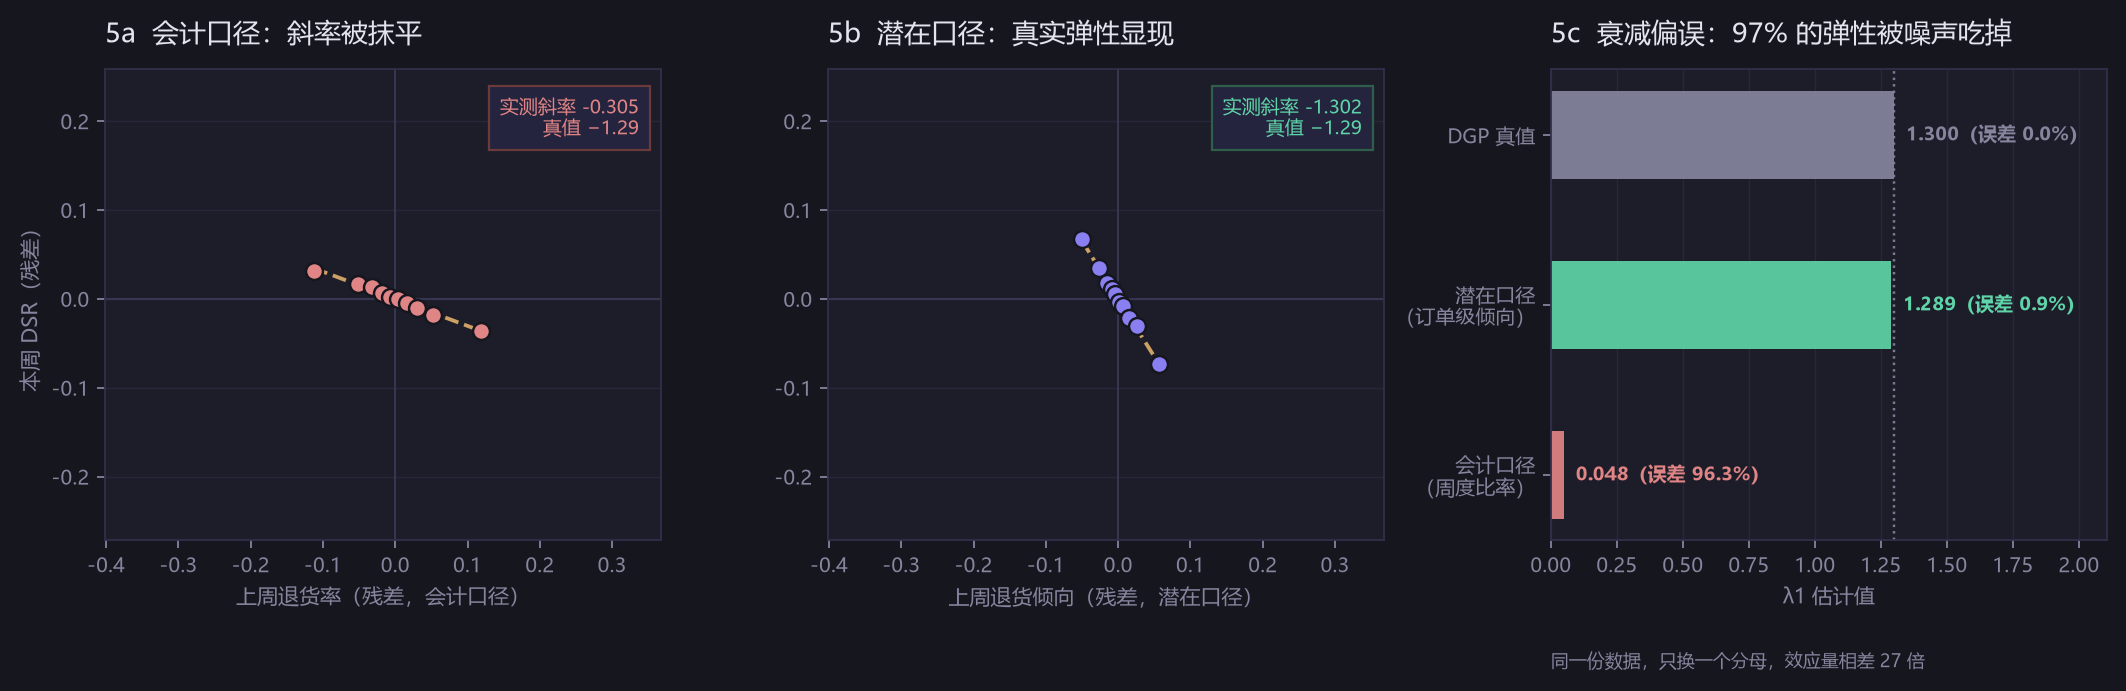 5a 会计口径：斜率被抹平
实测斜率 -0.305
真值 −1.29
本周 DSR（残差）
0.2
0.1
0.0
-0.1
-0.2
-0.4 -0.3 -0.2 -0.1 0.0 0.1 0.2 0.3
上周退货率（残差，会计口径）
5b 潜在口径：真实弹性显现
实测斜率 -1.302
真值 −1.29
0.2
0.1
0.0
-0.1
-0.2
-0.4 -0.3 -0.2 -0.1 0.0 0.1 0.2 0.3
上周退货倾向（残差，潜在口径）
5c 衰减偏误：97% 的弹性被噪声吃掉
DGP 真值
1.300（误差 0.0%）
潜在口径
（订单级倾向）
1.289（误差 0.9%）
会计口径
（周度比率）
0.048（误差 96.3%）
0.00 0.25 0.50 0.75 1.00 1.25 1.50 1.75 2.00
λ1 估计值
同一份数据，只换一个分母，效应量相差 27 倍